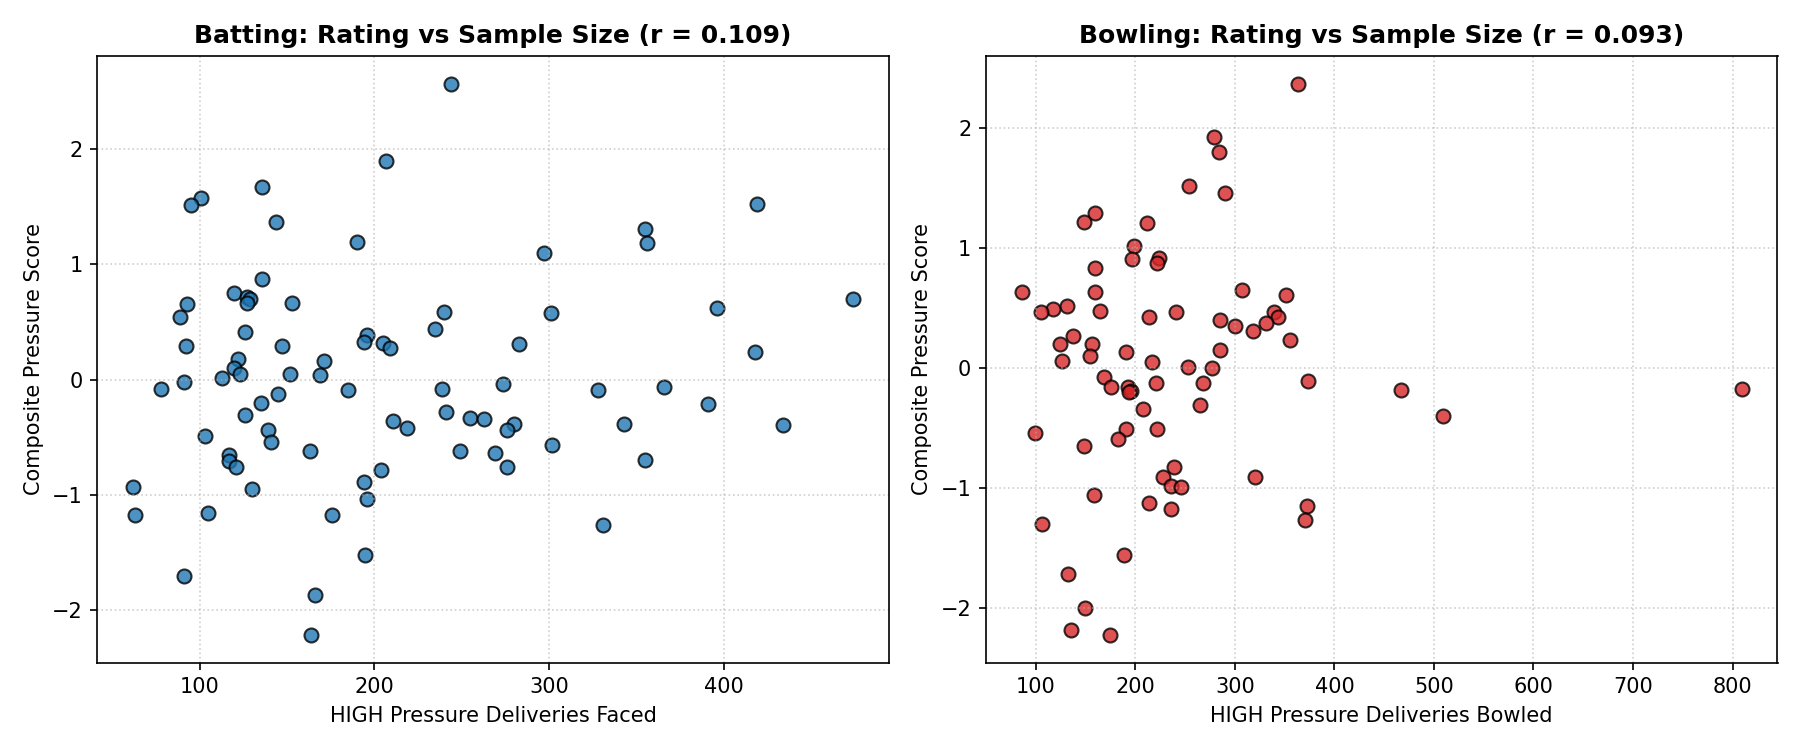 Batting: Rating vs Sample Size (r = 0.109)
Composite Pressure Score
2
1
0
−1
−2
100 200 300 400
HIGH Pressure Deliveries Faced
Bowling: Rating vs Sample Size (r = 0.093)
Composite Pressure Score
2
1
0
−1
−2
100 200 300 400 500 600 700 800
HIGH Pressure Deliveries Bowled